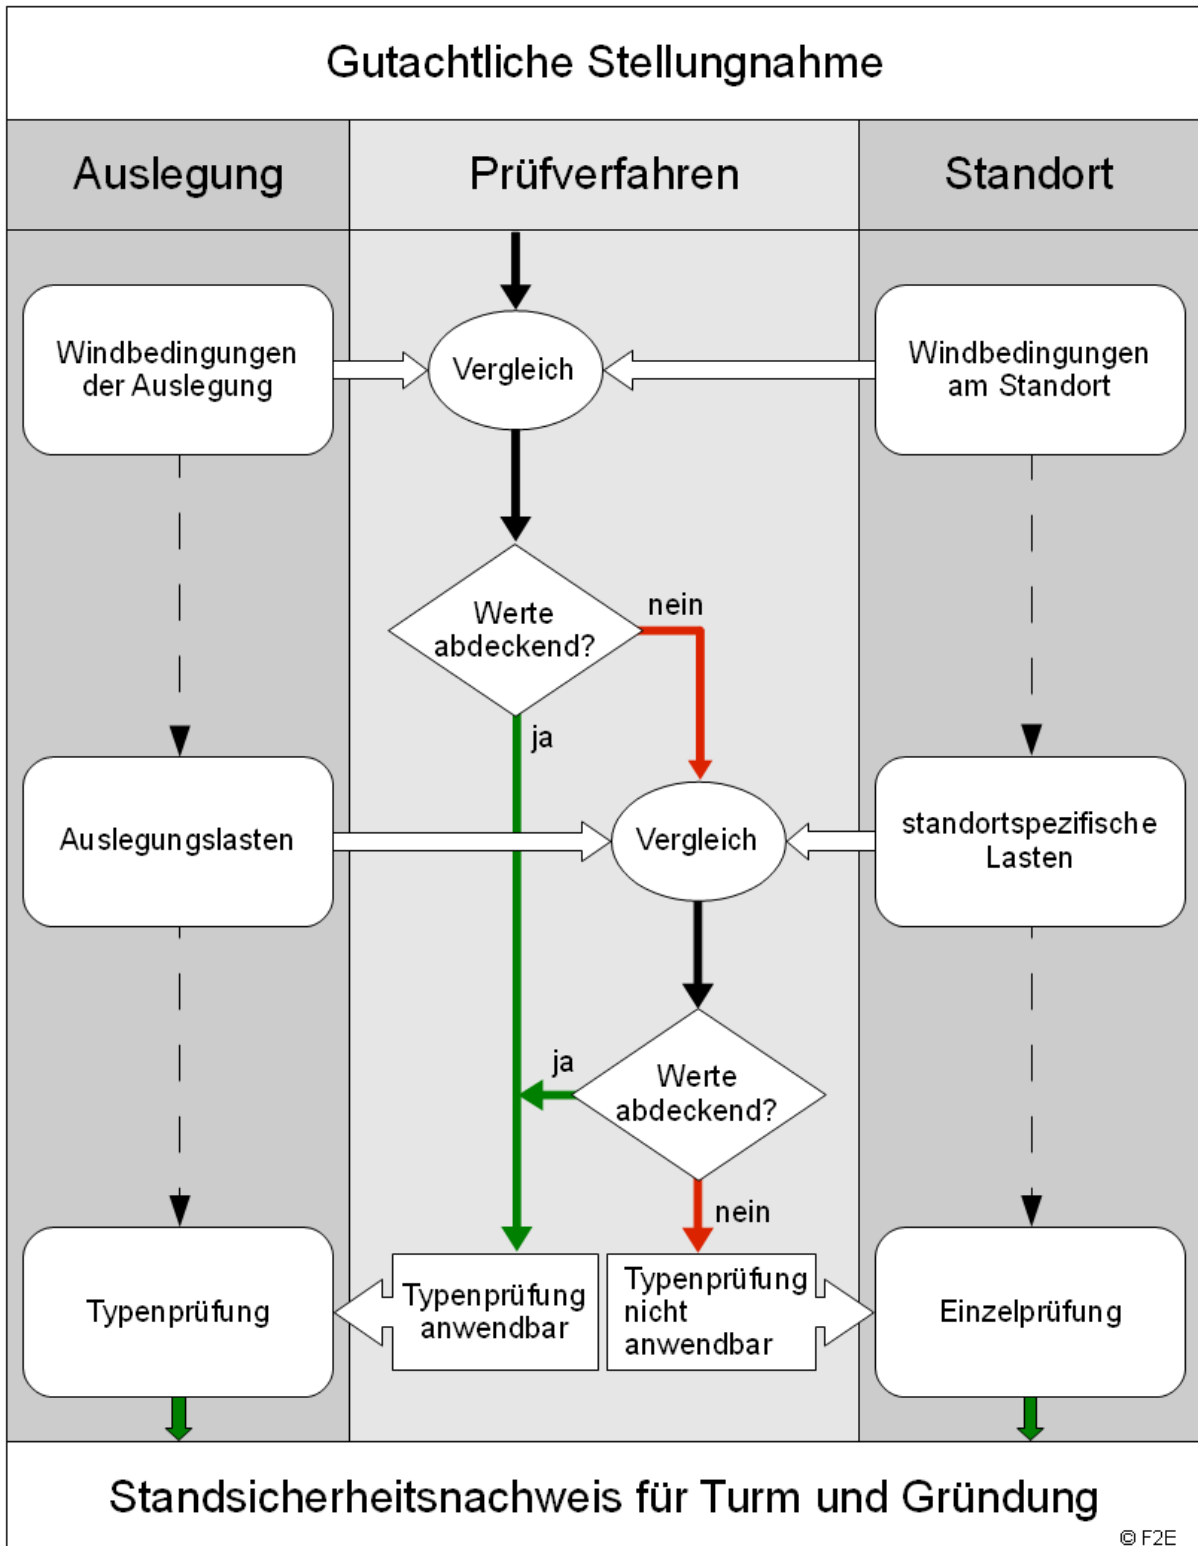 Gutachtliche Stellungnahme
Auslegung
Prüfverfahren
Standort
Windbedingungen
der Auslegung
Vergleich
Windbedingungen
am Standort
Werte
abdeckend?
nein
ja
Auslegungslasten
Vergleich
standortspezifische
Lasten
ja
Werte
abdeckend?
nein
Typenprüfung
Typenprüfung
anwendbar
Typenprüfung
nicht
anwendbar
Einzelprüfung
Standsicherheitsnachweis für Turm und Gründung
© F2E